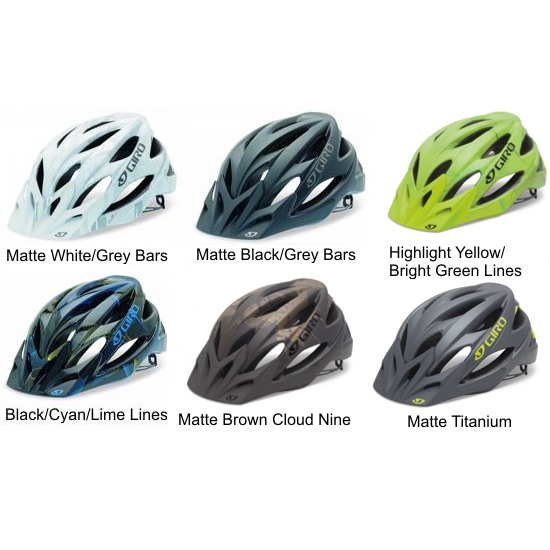 GIRO
GIRO
GIRO
Matte White/Grey Bars
Matte Black/Grey Bars
Highlight Yellow/
Bright Green Lines
GIRO
GIRO
GIRO
Black/Cyan/Lime Lines
Matte Brown Cloud Nine
Matte Titanium